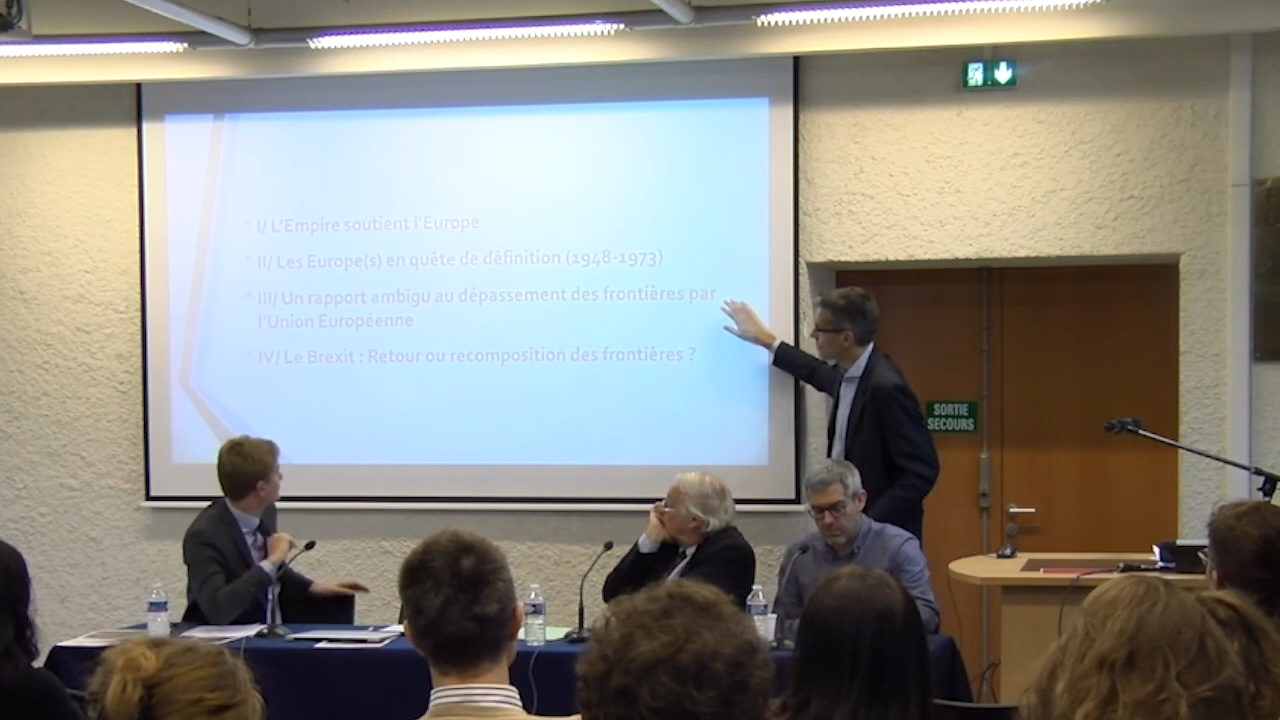 I/ L'Empire soutient l'Europe
II/ Les Europe(s) en quête de définition (1948-1973)
III/ Un rapport ambigu au dépassement des frontières par
l'Union Européenne
IV/ Le Brexit : Retour ou recomposition des frontières ?
SORTIE
SECOURS